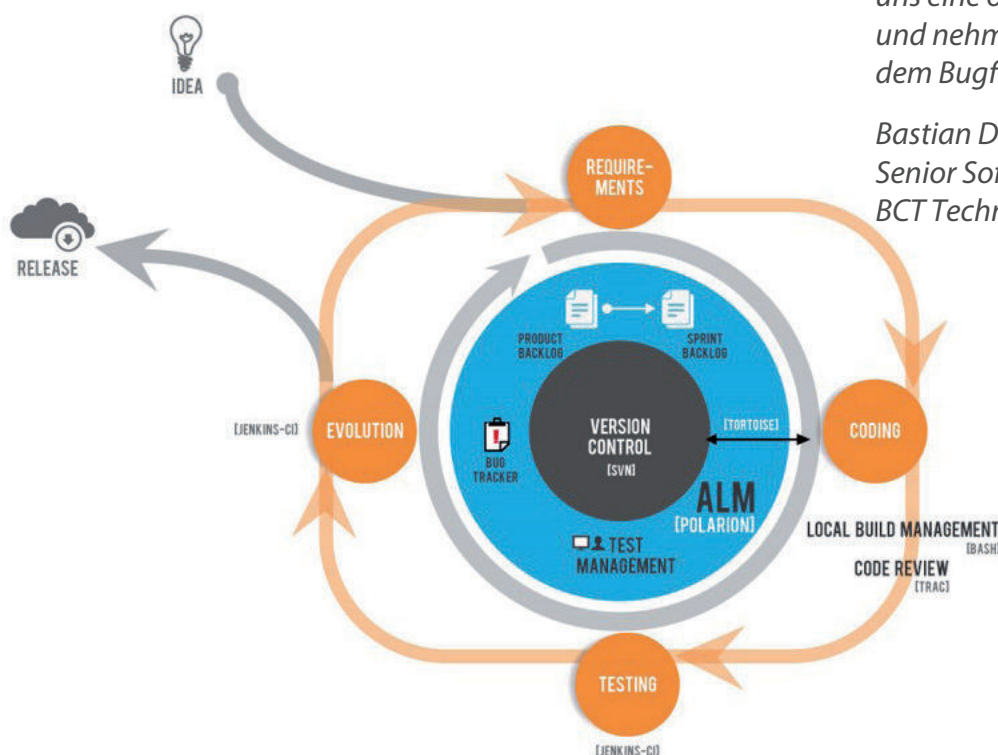 und nehm
dem Bugf
Bastian D
Senior Sof
BCT Techn
IDEA
REQUIRE-
MENTS
RELEASE
PRODUCT
BACKLOG
SPRINT
BACKLOG
[JENKINS-CI]
EVOLUTION
BUG
TRACKER
VERSION
CONTROL
[SVN]
[TORTOISE]
CODING
ALM
[POLARION]
TEST
MANAGEMENT
LOCAL BUILD MANAGEMENT
[BASH]
CODE REVIEW
[TRAC]
TESTING
[JENKINS-CI]